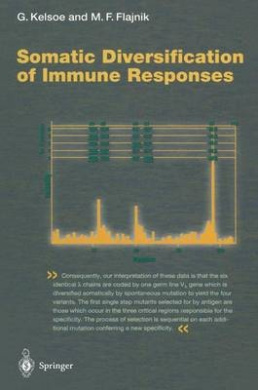 G. Kelsoe and M. F. Flajnik
Somatic Diversification
of Immune Responses
Consequently, our interpretation of these data is that the six
identical λ chains are coded by one germ line Vλ gene which is
diversified somatically by spontaneous mutation to yield the four
variants. The first single step mutants selected for by antigen are
those which occur in the three critical regions responsible for the
specificity. The process of selection is sequential on each addi-
tional mutation conferring a new specificity.
Springer